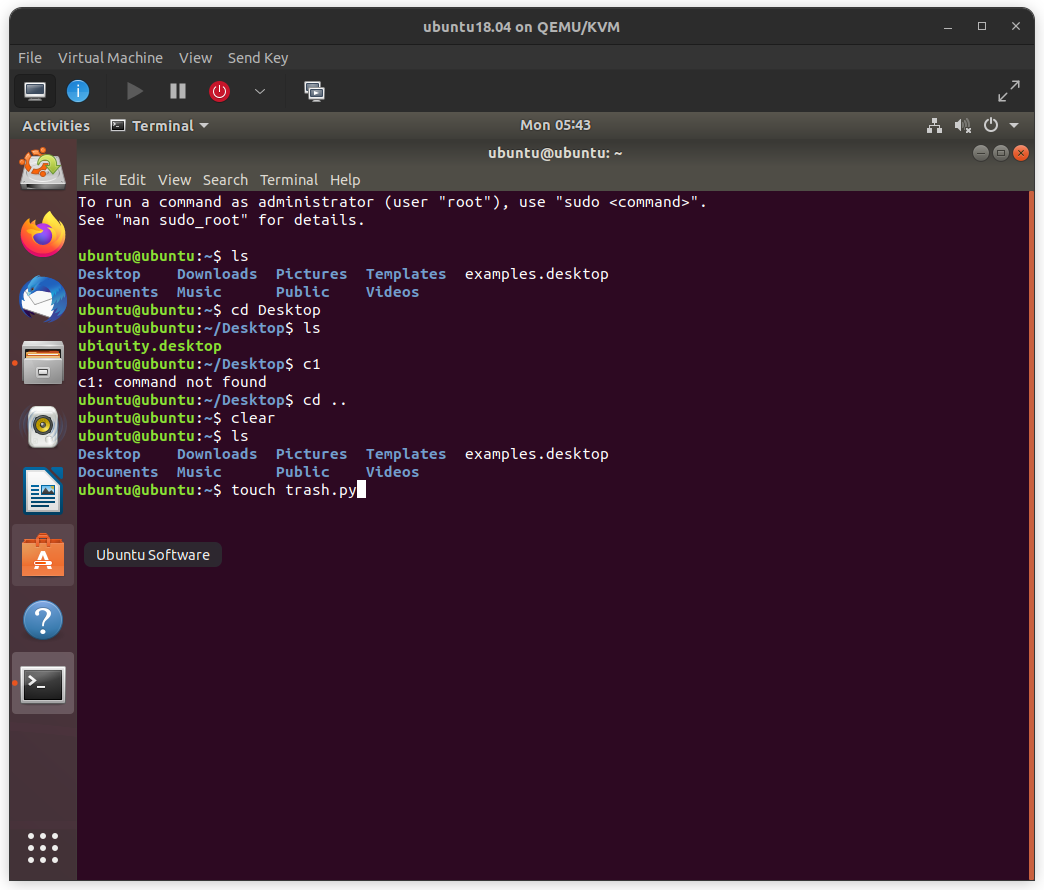 ubuntu18.04 on QEMU/KVM
File Virtual Machine View Send Key
Activities Terminal Mon 05:43
ubuntu@ubuntu: ~
File Edit View Search Terminal Help
To run a command as administrator (user "root"), use "sudo <command>".
See "man sudo_root" for details.
ubuntu@ubuntu:~$ ls
Desktop Downloads Pictures Templates examples.desktop
Documents Music Public Videos
ubuntu@ubuntu:~$ cd Desktop
ubuntu@ubuntu:~/Desktop$ ls
ubiquity.desktop
ubuntu@ubuntu:~/Desktop$ c1
c1: command not found
ubuntu@ubuntu:~/Desktop$ cd ..
ubuntu@ubuntu:~$ clear
ubuntu@ubuntu:~$ ls
Desktop Downloads Pictures Templates examples.desktop
Documents Music Public Videos
ubuntu@ubuntu:~$ touch trash.py
Ubuntu Software